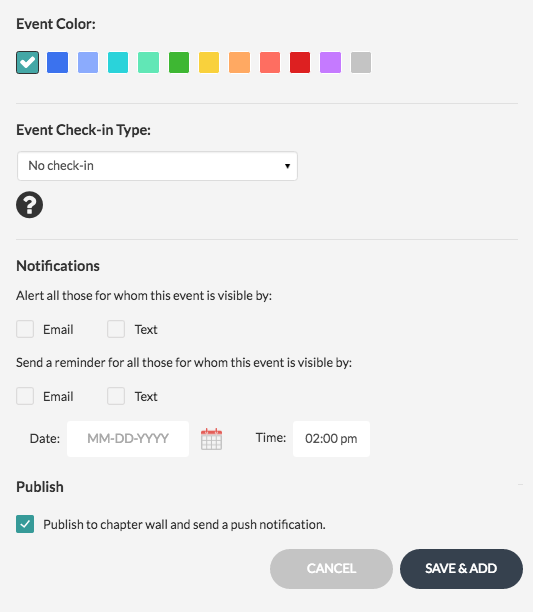 Event Color:
Event Check-in Type:
No check-in
?
Notifications
Alert all those for whom this event is visible by:
Email Text
Send a reminder for all those for whom this event is visible by:
Email Text
Date: MM-DD-YYYY Time: 02:00 pm
Publish
Publish to chapter wall and send a push notification.
CANCEL SAVE & ADD